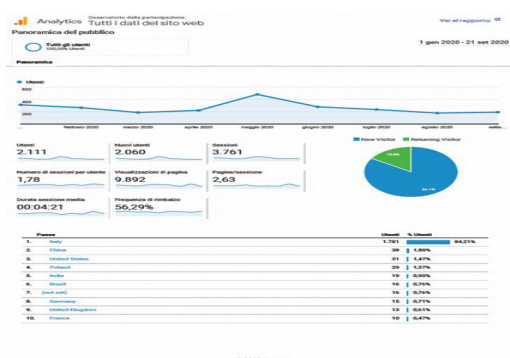 Analytics
Osservatorio della partecipazione
Tutti i dati del sito web
Vai al rapporto
Panoramica del pubblico
Tutti gli utenti
100,00% Utenti
1 gen 2020 - 21 set 2020
Panoramica
Utenti
600
400
200
...
febbraio 2020
marzo 2020
aprile 2020
maggio 2020
giugno 2020
luglio 2020
agosto 2020
sette...
Utenti
2.111
Nuovi utenti
2.060
Sessioni
3.761
Numero di sessioni per utente
1,78
Visualizzazioni di pagina
9.892
Pagine/sessione
2,63
Durata sessione media
00:04:21
Frequenza di rimbalzo
56,29%
New Visitor
Returning Visitor
Paese Utenti % Utenti
1. Italy 1.781 84,21%
2. China 38 1,80%
3. United States 31 1,47%
4. Poland 29 1,37%
5. India 19 0,90%
6. Brazil 16 0,76%
7. (not set) 16 0,76%
8. Germany 15 0,71%
9. United Kingdom 13 0,61%
10. France 10 0,47%